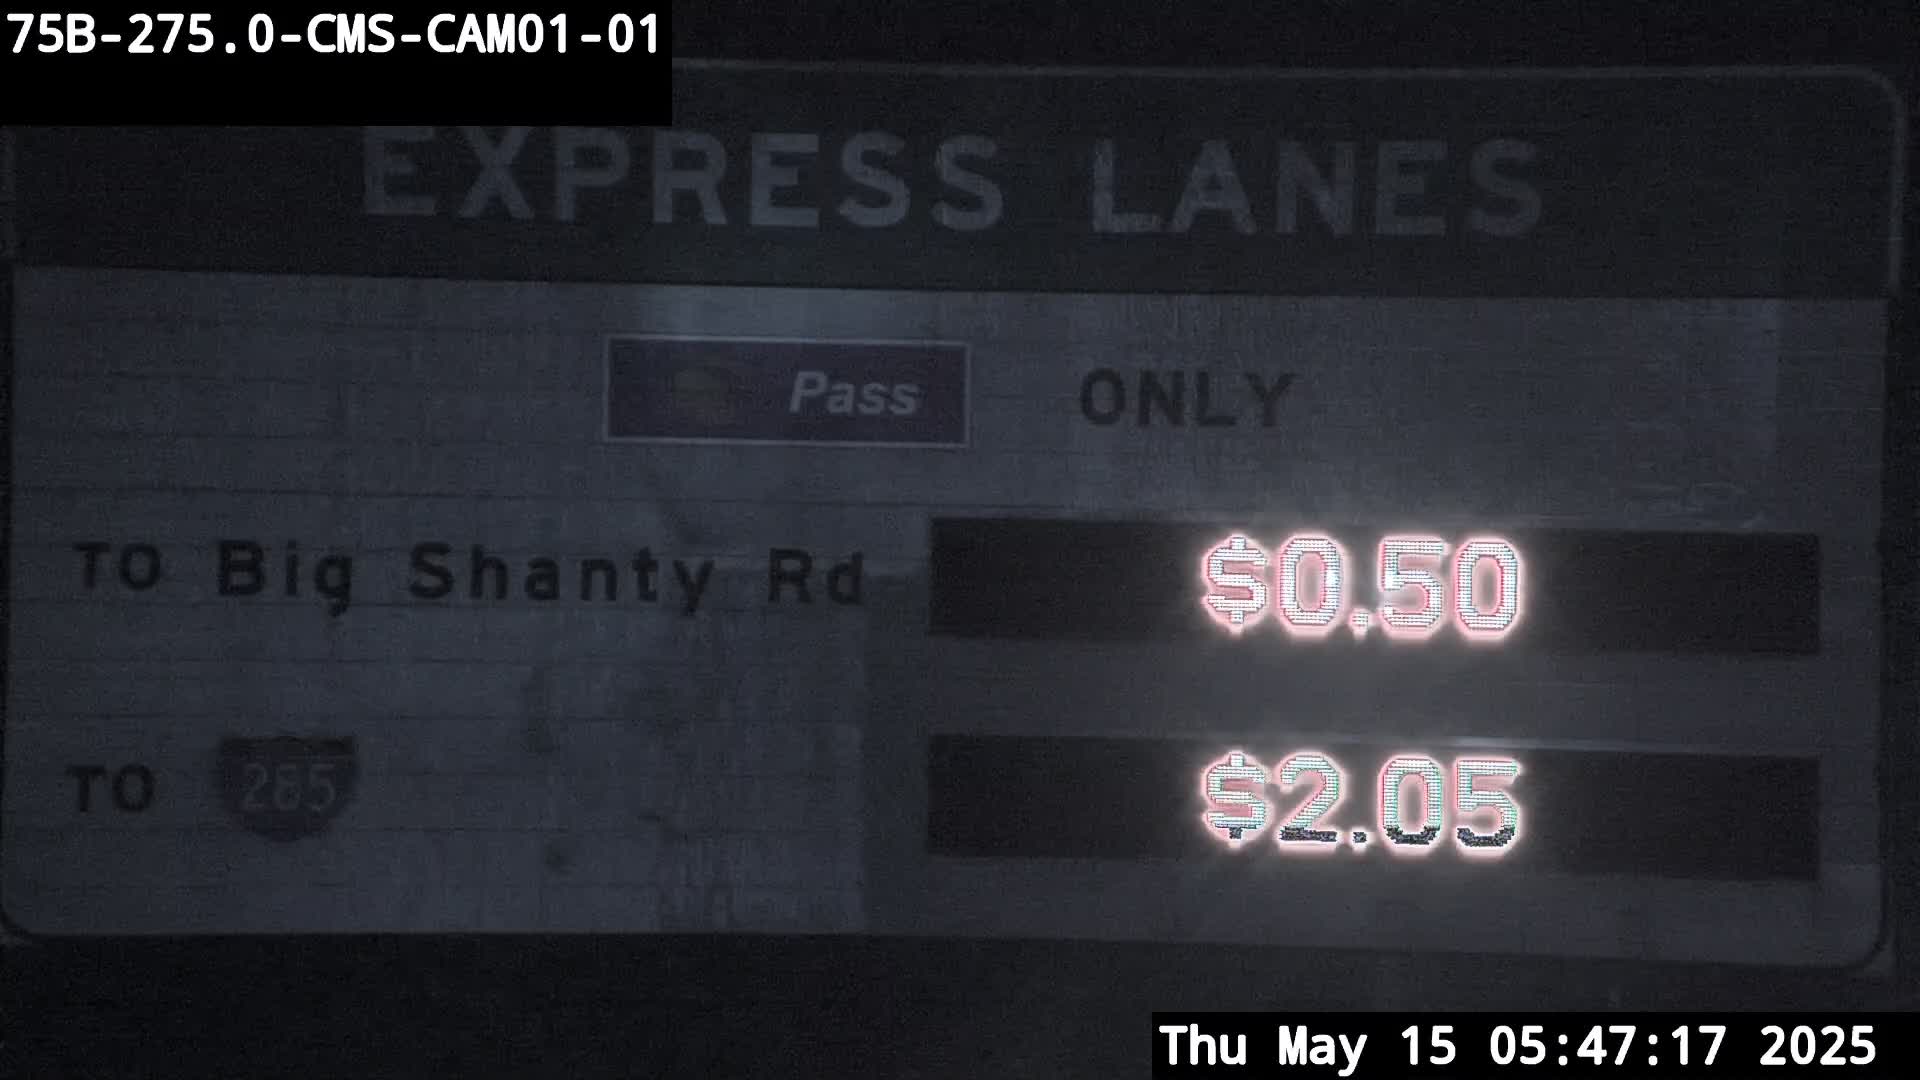 75B-275.0-CMS-CAM01-01
EXPRESS LANES
Pass ONLY
TO Big Shanty Rd $0.50
TO 285 $2.05
Thu May 15 05:47:17 2025